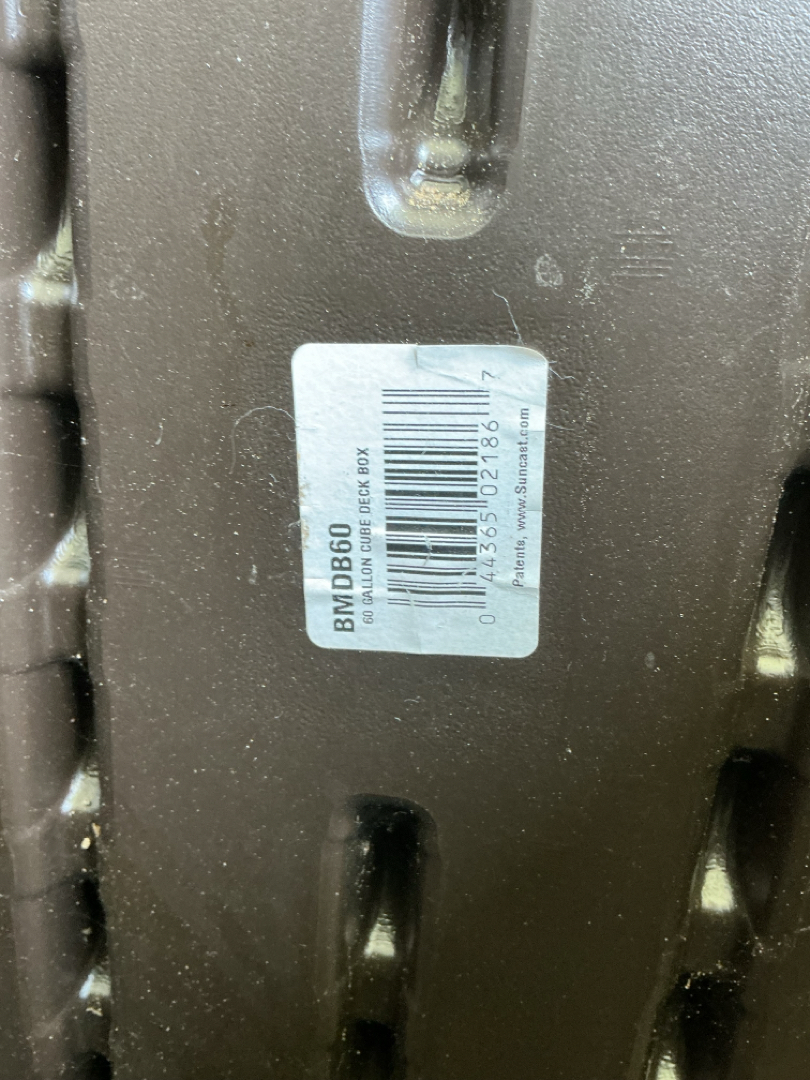 BMDB60
60 GALLON CUBE DECK BOX
0 44365 02186 7
Patents, www.Suncast.com